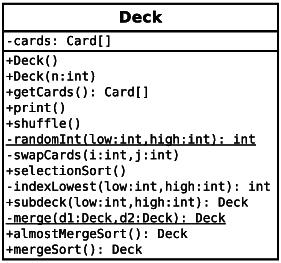 Deck
-cards: Card[]
+Deck()
+Deck(n:int)
+getCards(): Card[]
+print()
+shuffle()
-randomInt(low:int,high:int): int
-swapCards(i:int,j:int)
+selectionSort()
-indexLowest(low:int,high:int): int
+subdeck(low:int,high:int): Deck
-merge(d1:Deck,d2:Deck): Deck
+almostMergeSort(): Deck
+mergeSort(): Deck